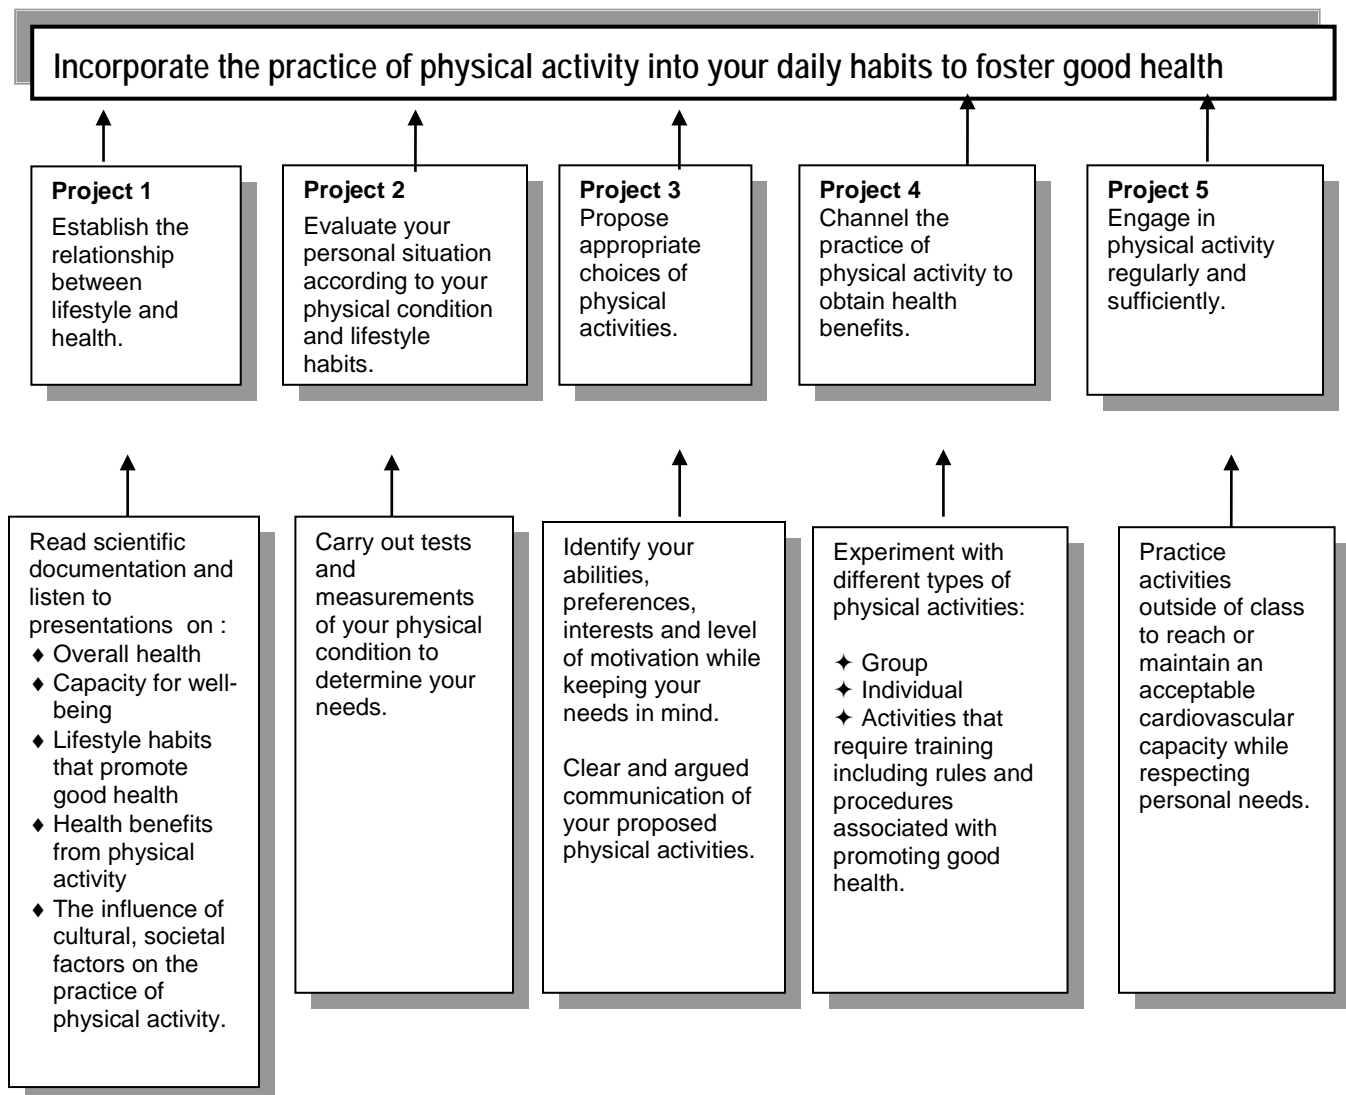 Incorporate the practice of physical activity into your daily habits to foster good health
Project 1
Establish the
relationship
between
lifestyle and
health.
Project 2
Evaluate your
personal situation
according to your
physical condition
and lifestyle
habits.
Project 3
Propose
appropriate
choices of
physical
activities.
Project 4
Channel the
practice of
physical activity to
obtain health
benefits.
Project 5
Engage in
physical activity
regularly and
sufficiently.
Read scientific
documentation and
listen to
presentations on :
♦ Overall health
♦ Capacity for well-
being
♦ Lifestyle habits
that promote
good health
♦ Health benefits
from physical
activity
♦ The influence of
cultural, societal
factors on the
practice of
physical activity.
Carry out tests
and
measurements
of your physical
condition to
determine your
needs.
Identify your
abilities,
preferences,
interests and level
of motivation while
keeping your
needs in mind.
Clear and argued
communication of
your proposed
physical activities.
Experiment with
different types of
physical activities:
✦ Group
✦ Individual
✦ Activities that
require training
including rules and
procedures
associated with
promoting good
health.
Practice
activities
outside of class
to reach or
maintain an
acceptable
cardiovascular
capacity while
respecting
personal needs.